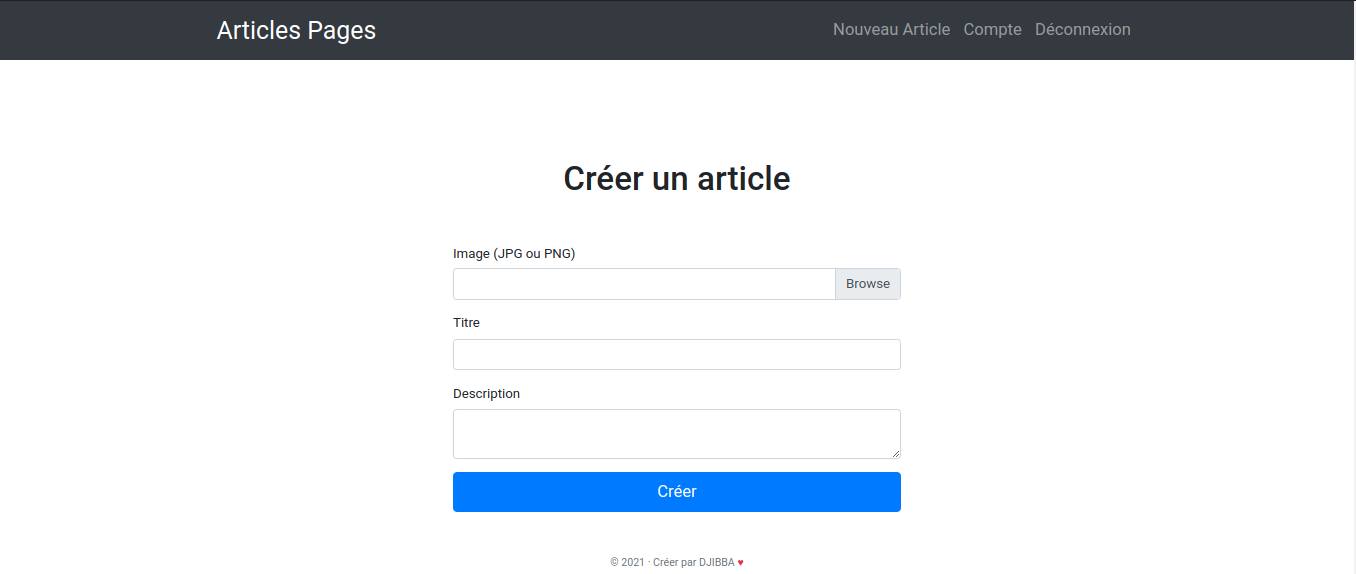 Articles Pages
Nouveau Article Compte Déconnexion
Créer un article
Image (JPG ou PNG)
Browse
Titre
Description
Créer
© 2021 · Créer par DJIBBA ♥